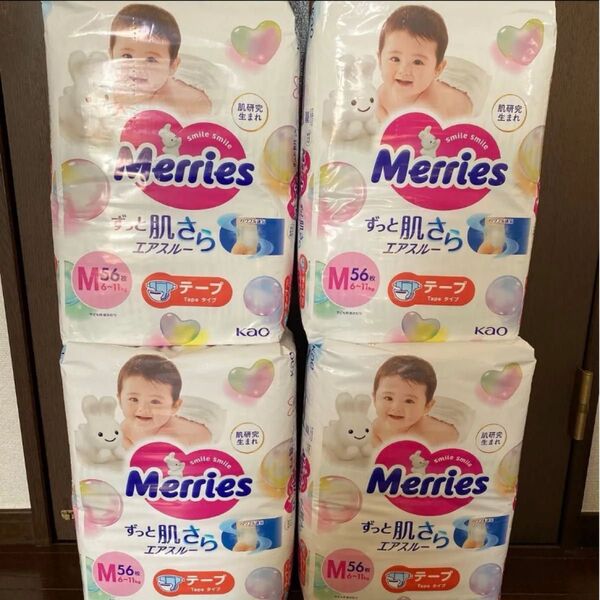 肌研究
生まれ
smile smile
Merries
ずっと肌さら
エアスルー
M56枚
6~11kg
テープ
Tape タイプ
Kao
肌研究
生まれ
smile smile
Merries
ずっと肌さら
エアスルー
M56枚
6~11kg
テープ
Tape タイプ
Kao
肌研究
生まれ
smile smile
Merries
ずっと肌さら
エアスルー
M56枚
6~11kg
テープ
Tape タイプ
肌研究
生まれ
smile smile
Merries
ずっと肌さら
エアスルー
M56枚
6~11kg
テープ
Tape タイプ